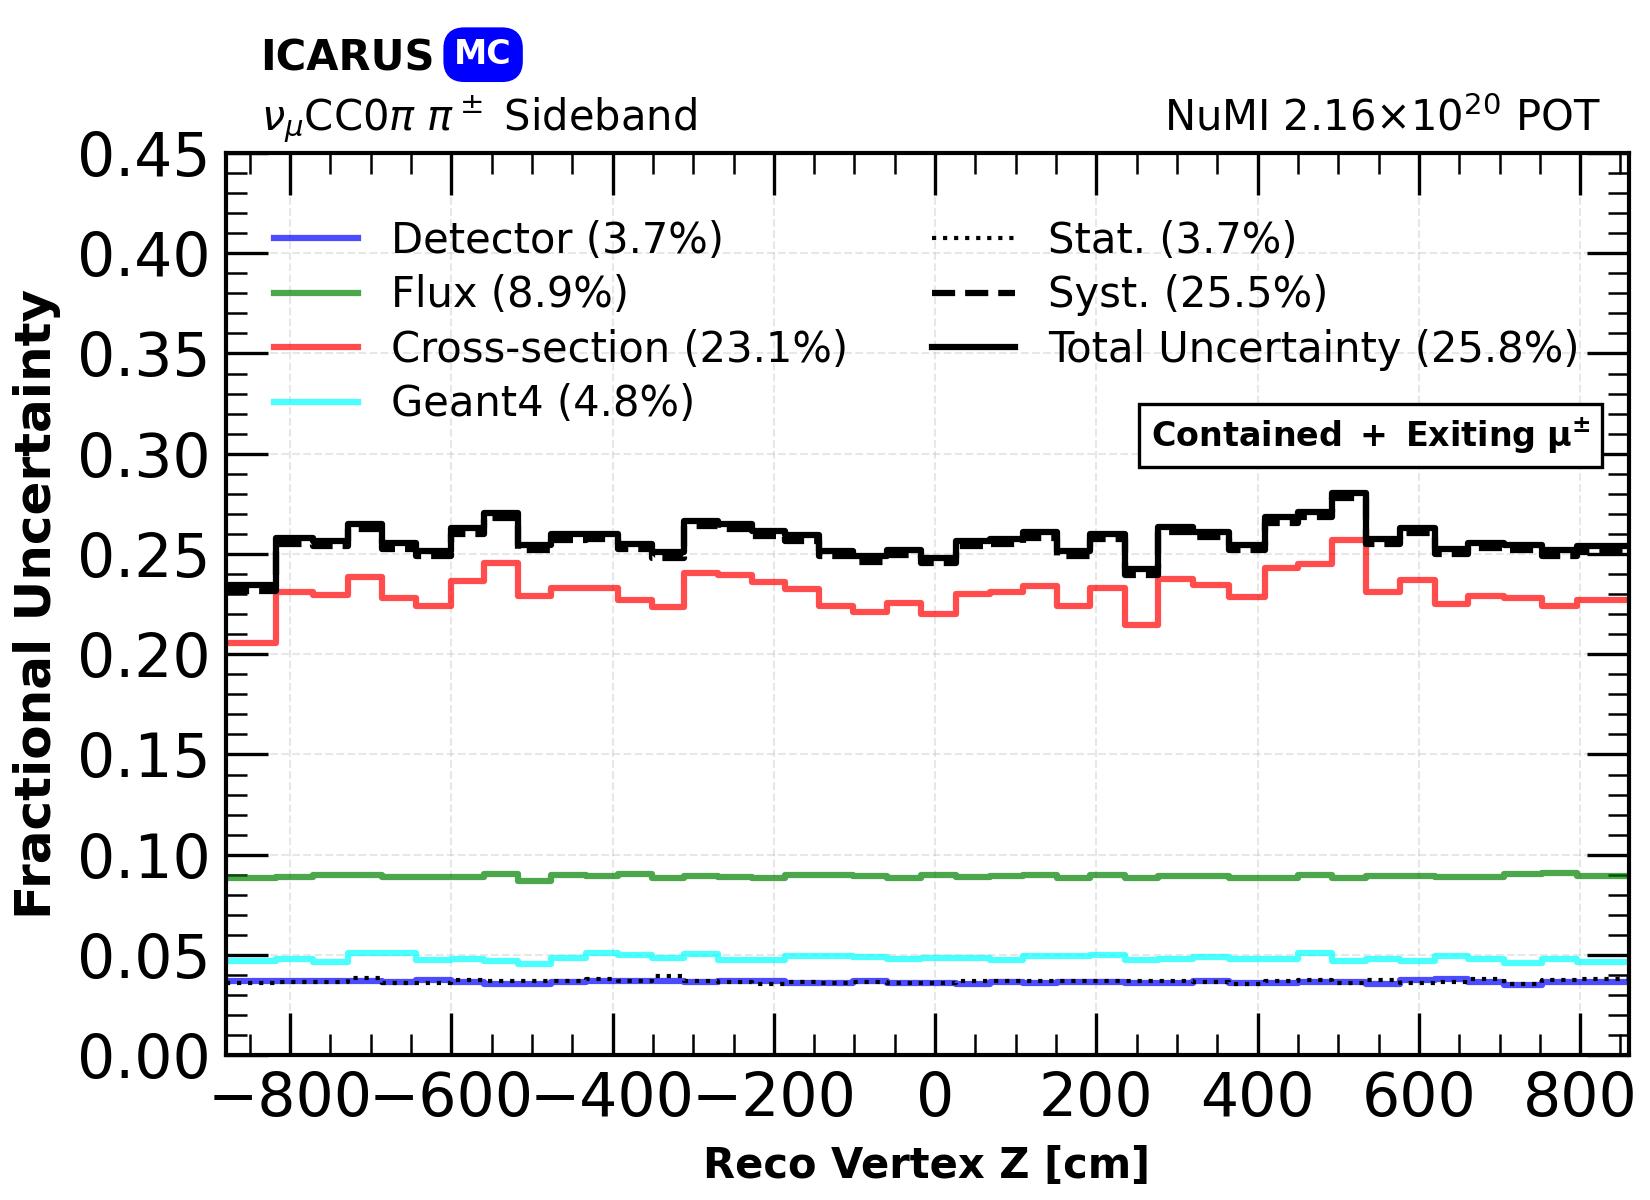 ICARUS MC
νμCC0π π± Sideband NuMI 2.16×10²⁰ POT
0.45
0.40
0.35
0.30
0.25
0.20
0.15
0.10
0.05
0.00
Fractional Uncertainty
Detector (3.7%)
Flux (8.9%)
Cross-section (23.1%)
Geant4 (4.8%)
Stat. (3.7%)
Syst. (25.5%)
Total Uncertainty (25.8%)
Contained + Exiting μ±
−800 −600 −400 −200 0 200 400 600 800
Reco Vertex Z [cm]